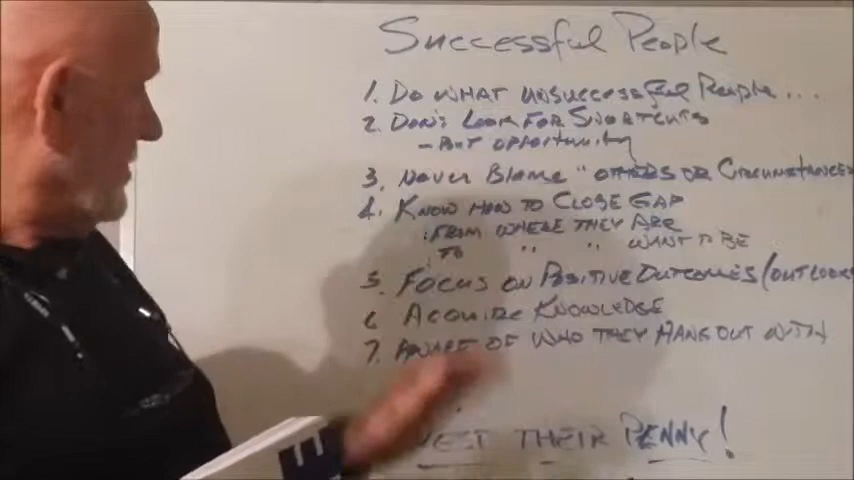 Successful People
1. Do WHAT UNSUCCESSFUL People...
2. Don't Look For Shortcuts
- But opportunity
3. Never Blame "others or Circumstances
4. Know How to Close Gap
: From where they Are
To " " want to Be
5 Focus on Positive Outcomes/Outlook
6 Acquire Knowledge
7. Aware of Who They Hang Out with
Their Penny!